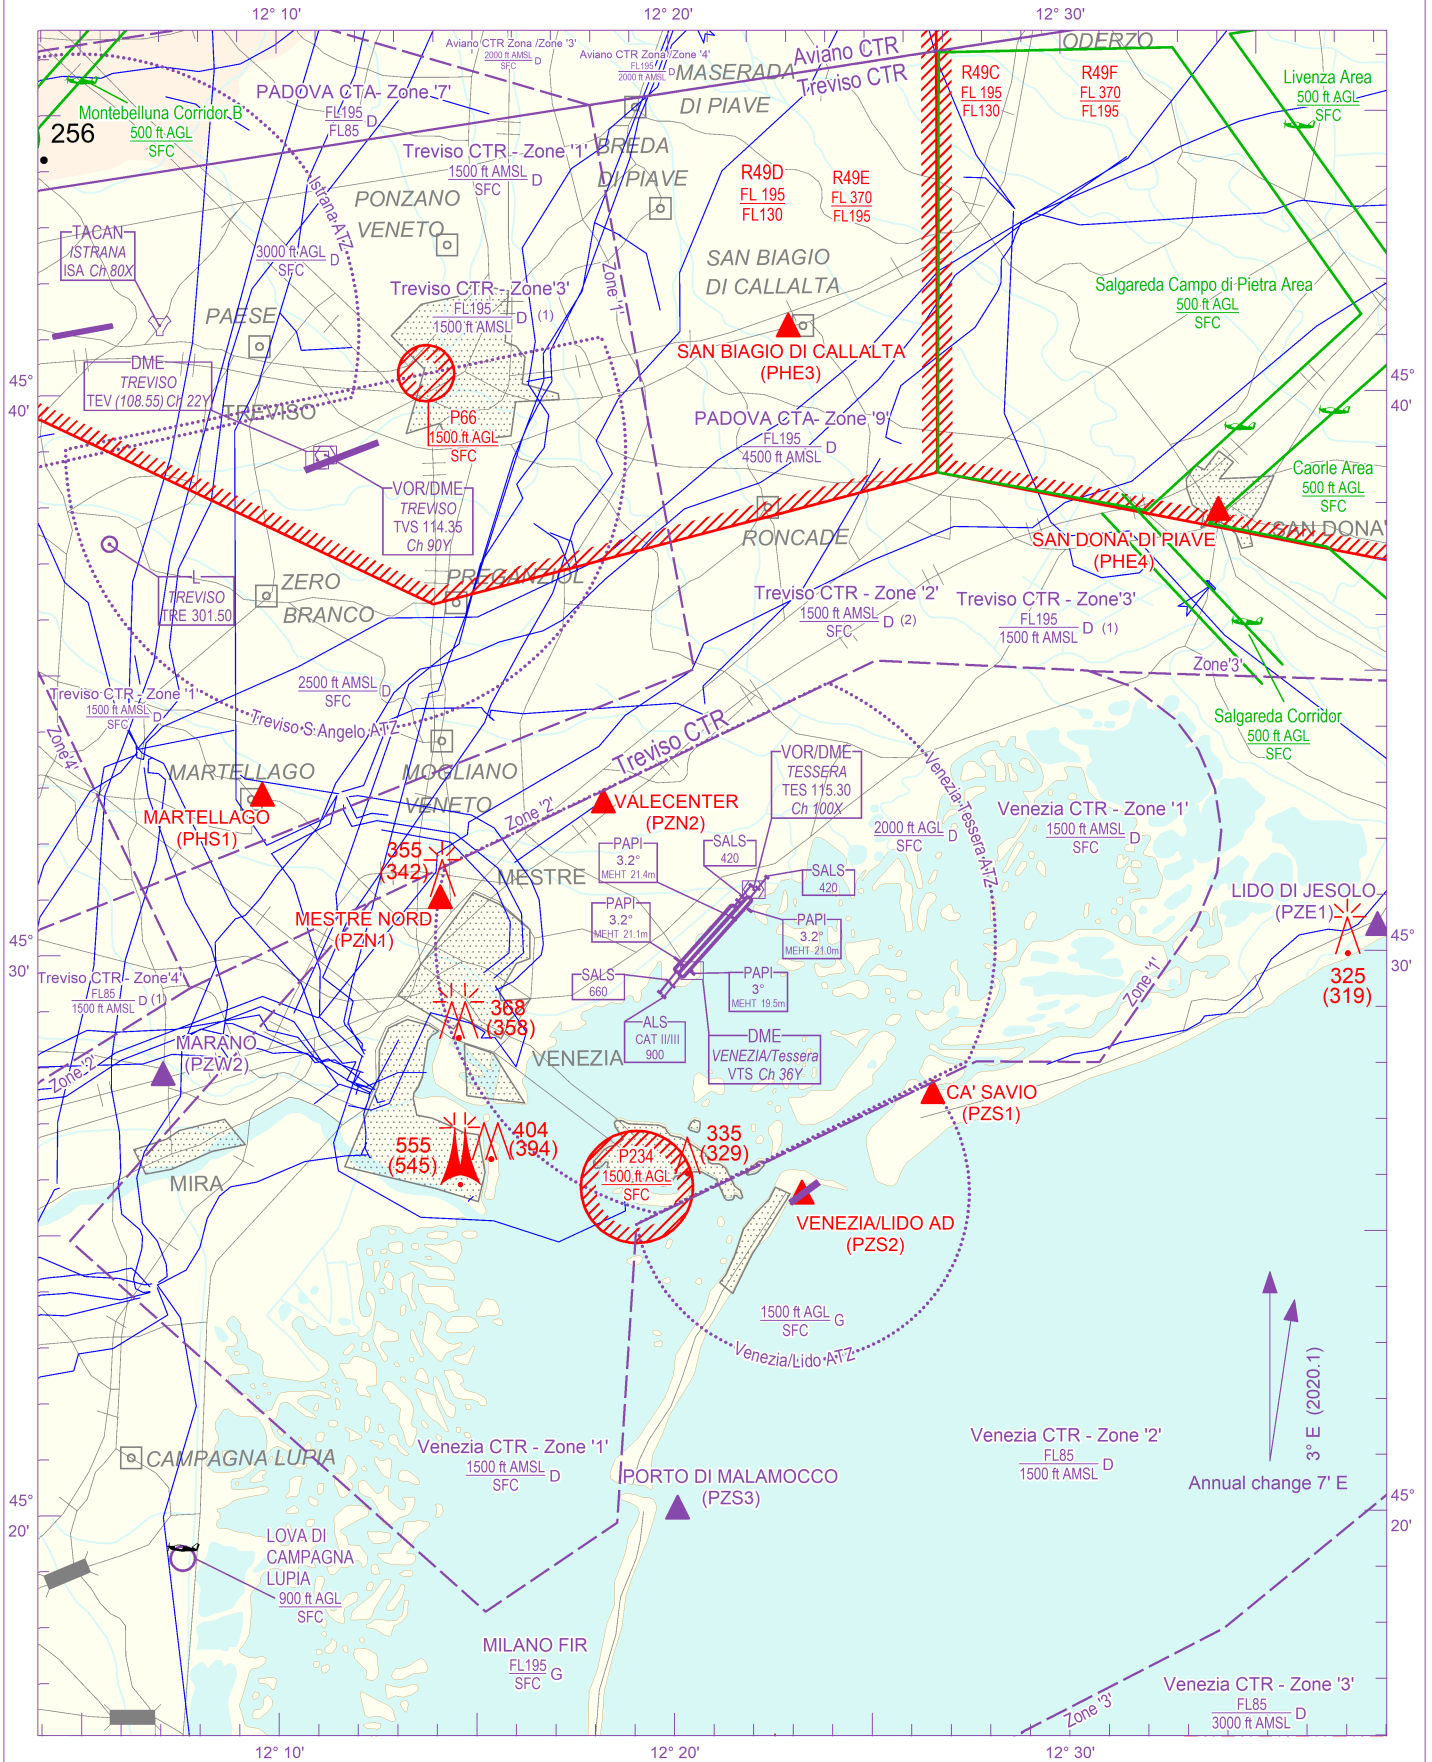 12° 10'
12° 20'
12° 30'
Aviano CTR Zona /Zone '3'
2000 ft AMSL
SFC
D
Aviano CTR Zona /Zone '4'
FL195
2000 ft AMSL
D
Aviano CTR
Treviso CTR
ODERZO
MASERADA
DI PIAVE
R49C
FL 195
FL130
R49F
FL 370
FL195
Livenza Area
500 ft AGL
SFC
PADOVA CTA- Zone '7'
FL195
FL85
D
Montebelluna Corridor B
500 ft AGL
SFC
256
BREDA
DI PIAVE
Treviso CTR - Zone '1'
1500 ft AMSL
SFC
D
Istrana ATZ
PONZANO
VENETO
R49D
FL 195
FL130
R49E
FL 370
FL195
TACAN
ISTRANA
ISA Ch 80X
3000 ft AGL
SFC
D
SAN BIAGIO
DI CALLALTA
Zone '1'
Treviso CTR - Zone'3'
FL195
1500 ft AMSL
D (1)
Salgareda Campo di Pietra Area
500 ft AGL
SFC
PAESE
SAN BIAGIO DI CALLALTA
(PHE3)
DME
TREVISO
TEV (108.55) Ch 22Y
45°
40'
45°
40'
TREVISO
P66
1500 ft AGL
SFC
PADOVA CTA- Zone '9'
FL195
4500 ft AMSL
D
Caorle Area
500 ft AGL
SFC
VOR/DME
TREVISO
TVS 114.35
Ch 90Y
RONCADE
SAN DONA'
SAN DONA' DI PIAVE
(PHE4)
L
TREVISO
TRE 301.50
ZERO
BRANCO
PREGANZIOL
Treviso CTR - Zone '2'
1500 ft AMSL
SFC
D (2)
Treviso CTR - Zone'3'
FL195
1500 ft AMSL
D (1)
Zone'3'
2500 ft AMSL
SFC
D
Treviso CTR - Zone '1'
1500 ft AMSL
SFC
D
Treviso S.Angelo ATZ
Zone'4'
Treviso CTR
Salgareda Corridor
500 ft AGL
SFC
MARTELLAGO
MOGLIANO
VENETO
VOR/DME
TESSERA
TES 115.30
Ch 100X
Venezia-Tessera ATZ
MARTELLAGO
(PHS1)
Zone '2'
VALECENTER
(PZN2)
Venezia CTR - Zone '1'
1500 ft AMSL
SFC
D
2000 ft AGL
SFC
D
355
(342)
PAPI
3.2°
MEHT 21.4m
SALS
420
SALS
420
MESTRE
MESTRE NORD
(PZN1)
PAPI
3.2°
MEHT 21.1m
PAPI
3.2°
MEHT 21.0m
LIDO DI JESOLO
(PZE1)
45°
30'
45°
30'
325
(319)
Treviso CTR- Zone'4'
FL85
1500 ft AMSL
D (1)
SALS
660
PAPI
3°
MEHT 19.5m
Zone '1'
368
(358)
ALS
CAT II/III
900
DME
VENEZIA/Tessera
VTS Ch 36Y
MARANO
(PZW2)
Zone '2'
VENEZIA
CA' SAVIO
(PZS1)
404
(394)
555
(545)
335
(329)
P234
1500 ft AGL
SFC
MIRA
VENEZIA/LIDO AD
(PZS2)
1500 ft AGL
SFC
G
Venezia/Lido ATZ
3° E (2020.1)
Annual change 7' E
CAMPAGNA LUPIA
Venezia CTR - Zone '1'
1500 ft AMSL
SFC
D
Venezia CTR - Zone '2'
FL85
1500 ft AMSL
D
PORTO DI MALAMOCCO
(PZS3)
45°
20'
45°
20'
LOVA DI
CAMPAGNA
LUPIA
900 ft AGL
SFC
MILANO FIR
FL195
SFC
G
Zone '3'
Venezia CTR - Zone '3'
FL85
3000 ft AMSL
D
12° 10'
12° 20'
12° 30'